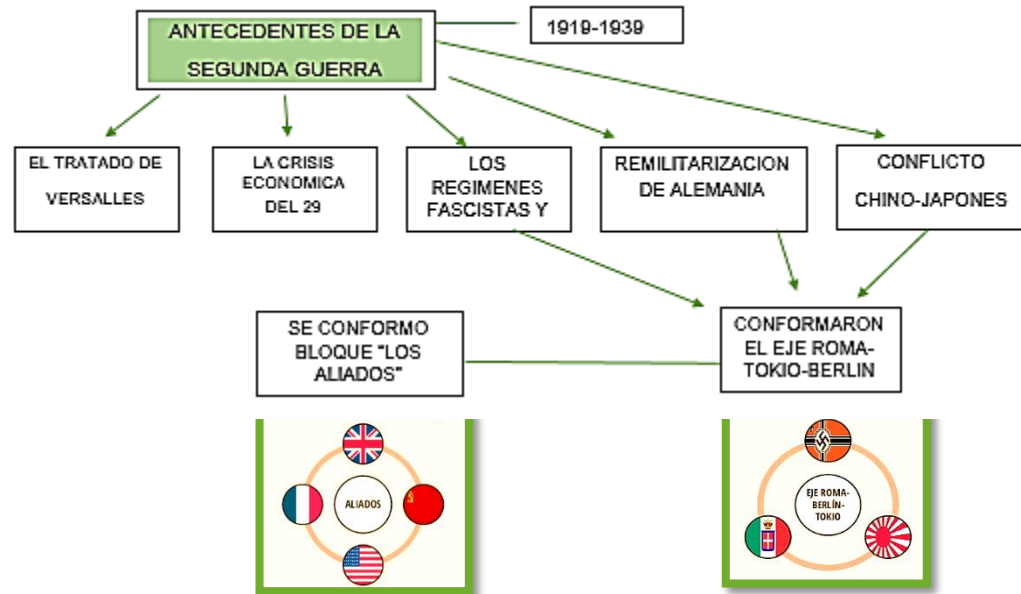 ANTECEDENTES DE LA
SEGUNDA GUERRA
1919-1939
EL TRATADO DE
VERSALLES
LA CRISIS
ECONOMICA
DEL 29
LOS
REGIMENES
FASCISTAS Y
REMILITARIZACION
DE ALEMANIA
CONFLICTO
CHINO-JAPONES
SE CONFORMO
BLOQUE "LOS
ALIADOS"
CONFORMARON
EL EJE ROMA-
TOKIO-BERLIN
ALIADOS
EJE ROMA-
BERLÍN-
TOKIO